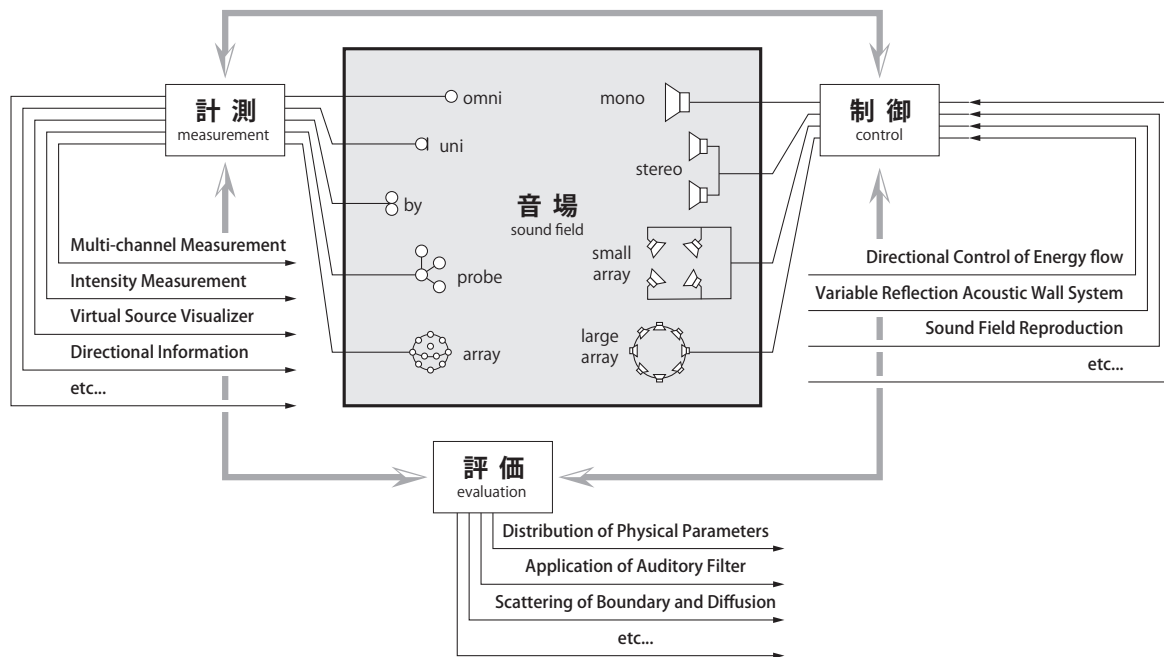 計測
measurement
omni
uni
by
probe
array
音場
sound field
mono
stereo
small
array
large
array
制御
control
Multi-channel Measurement
Intensity Measurement
Virtual Source Visualizer
Directional Information
etc...
Directional Control of Energy flow
Variable Reflection Acoustic Wall System
Sound Field Reproduction
etc...
評価
evaluation
Distribution of Physical Parameters
Application of Auditory Filter
Scattering of Boundary and Diffusion
etc...